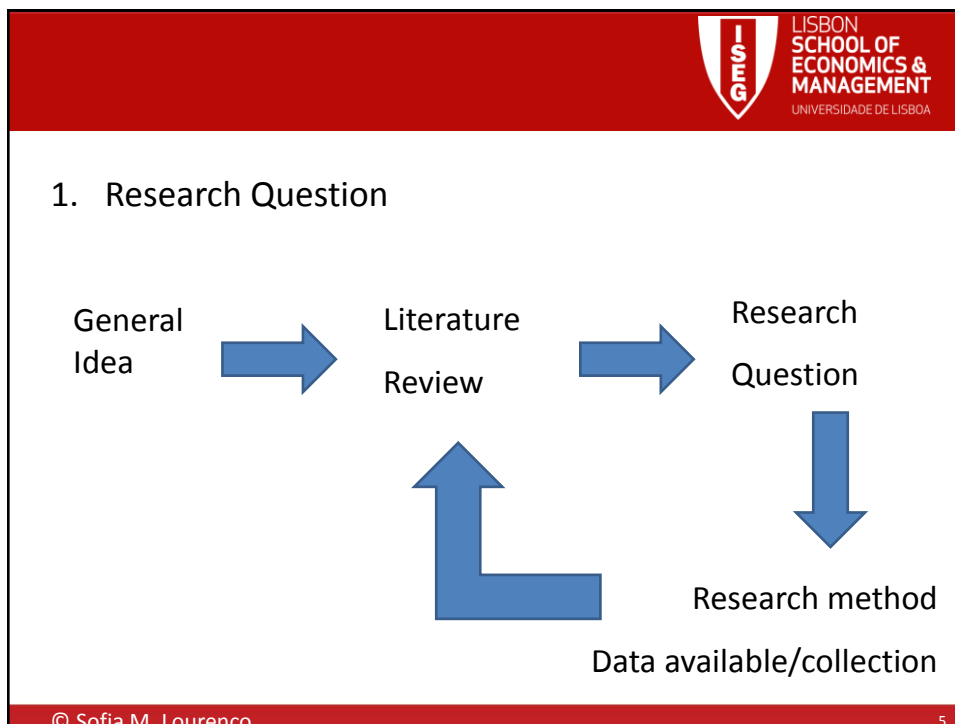 ISEG
LISBON
SCHOOL OF
ECONOMICS &
MANAGEMENT
UNIVERSIDADE DE LISBOA
1. Research Question
General
Idea
Literature
Review
Research
Question
Research method
Data available/collection
© Sofia M. Lourenço
5